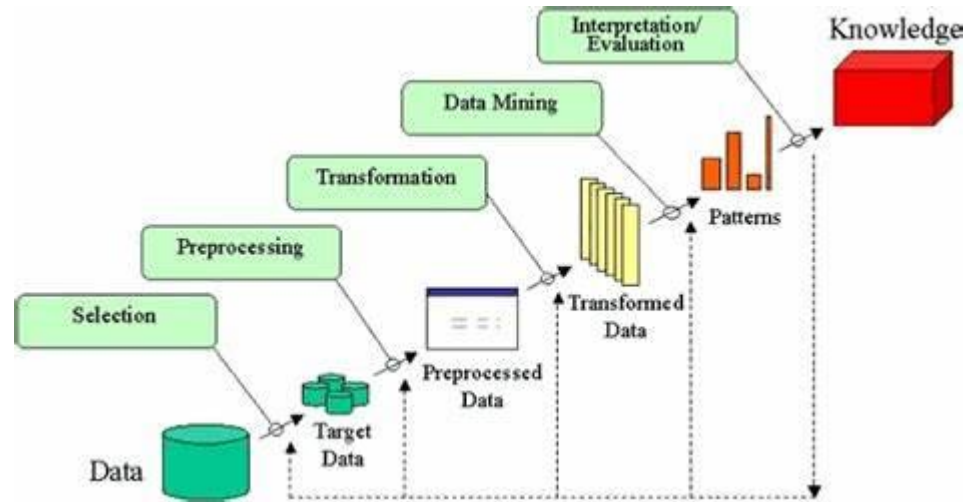 Interpretation/
Evaluation
Knowledge
Data Mining
Transformation
Patterns
Preprocessing
Transformed
Data
Selection
Preprocessed
Data
Target
Data
Data